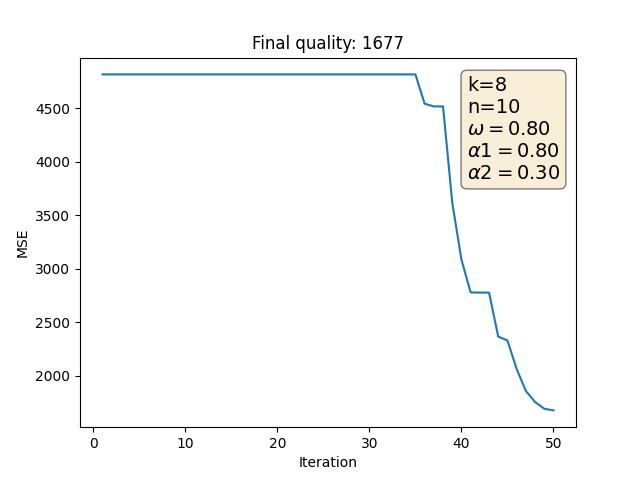 Final quality: 1677
k=8
n=10
ω = 0.80
α1 = 0.80
α2 = 0.30
4500
4000
3500
3000
2500
2000
MSE
0 10 20 30 40 50
Iteration